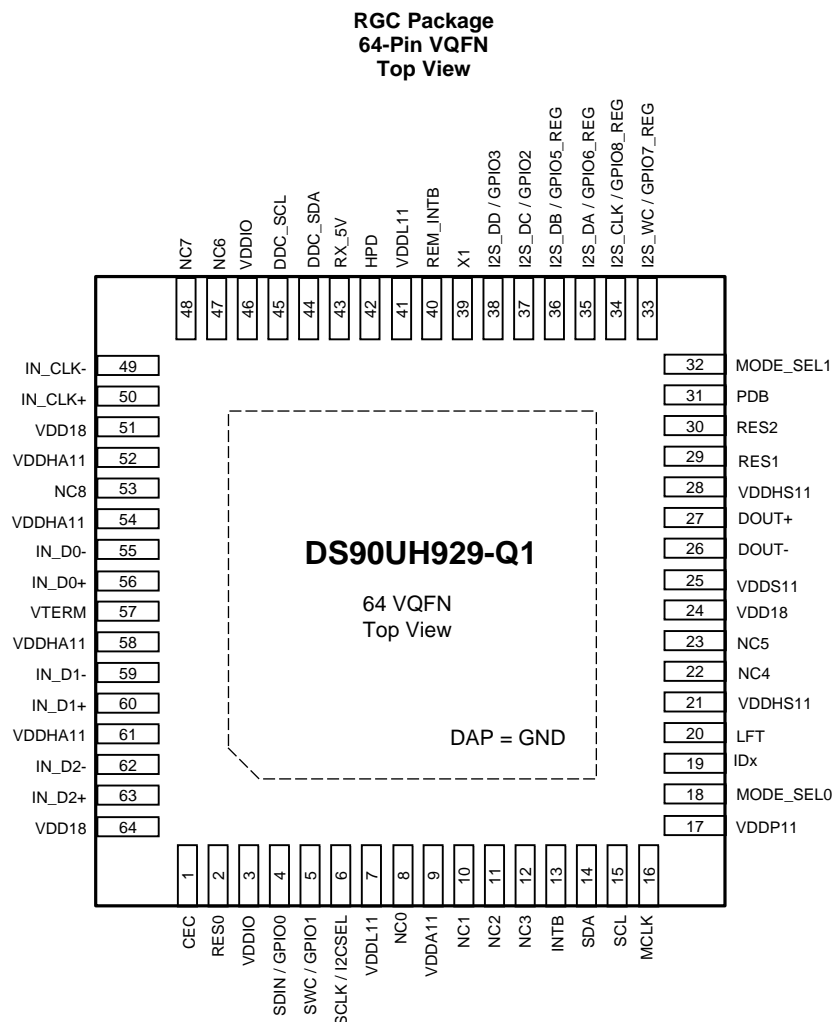 RGC Package
64-Pin VQFN
Top View
NC7
NC6
VDDIO
DDC_SCL
DDC_SDA
RX_5V
HPD
VDDL11
REM_INTB
X1
I2S_DD / GPIO3
I2S_DC / GPIO2
I2S_DB / GPIO5_REG
I2S_DA / GPIO6_REG
I2S_CLK / GPIO8_REG
I2S_WC / GPIO7_REG
48 47 46 45 44 43 42 41 40 39 38 37 36 35 34 33
IN_CLK- 49
IN_CLK+ 50
VDD18 51
VDDHA11 52
NC8 53
VDDHA11 54
IN_D0- 55
IN_D0+ 56
VTERM 57
VDDHA11 58
IN_D1- 59
IN_D1+ 60
VDDHA11 61
IN_D2- 62
IN_D2+ 63
VDD18 64
DS90UH929-Q1
64 VQFN
Top View
DAP = GND
32 MODE_SEL1
31 PDB
30 RES2
29 RES1
28 VDDHS11
27 DOUT+
26 DOUT-
25 VDDS11
24 VDD18
23 NC5
22 NC4
21 VDDHS11
20 LFT
19 IDx
18 MODE_SEL0
17 VDDP11
1 2 3 4 5 6 7 8 9 10 11 12 13 14 15 16
CEC
RES0
VDDIO
SDIN / GPIO0
SWC / GPIO1
SCLK / I2CSEL
VDDL11
NC0
VDDA11
NC1
NC2
NC3
INTB
SDA
SCL
MCLK